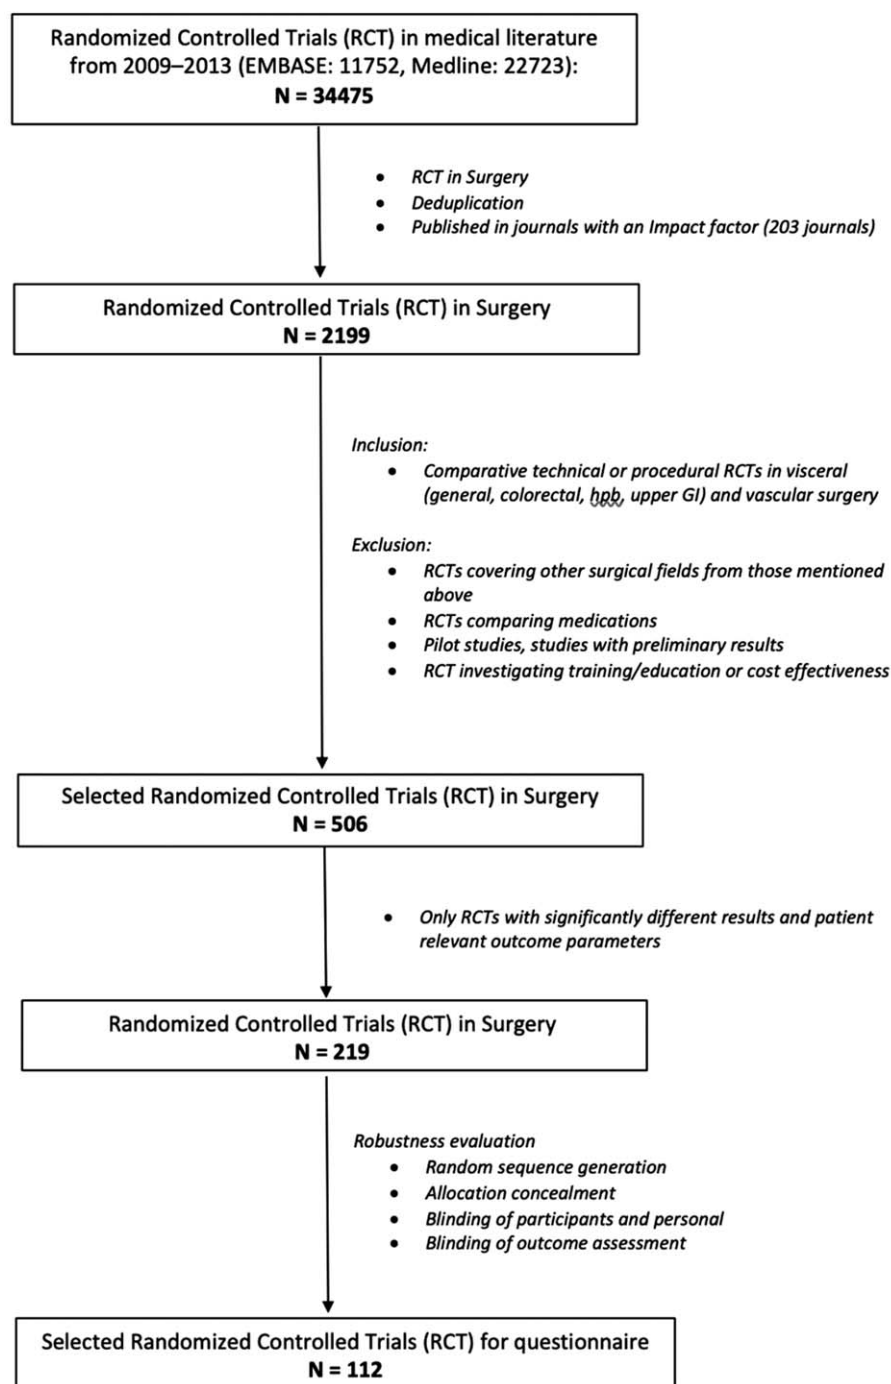 Randomized Controlled Trials (RCT) in medical literature
from 2009–2013 (EMBASE: 11752, Medline: 22723):
N = 34475
• RCT in Surgery
• Deduplication
• Published in journals with an Impact factor (203 journals)
Randomized Controlled Trials (RCT) in Surgery
N = 2199
Inclusion:
• Comparative technical or procedural RCTs in visceral
(general, colorectal, hpb, upper GI) and vascular surgery
Exclusion:
• RCTs covering other surgical fields from those mentioned
above
• RCTs comparing medications
• Pilot studies, studies with preliminary results
• RCT investigating training/education or cost effectiveness
Selected Randomized Controlled Trials (RCT) in Surgery
N = 506
• Only RCTs with significantly different results and patient
relevant outcome parameters
Randomized Controlled Trials (RCT) in Surgery
N = 219
Robustness evaluation
• Random sequence generation
• Allocation concealment
• Blinding of participants and personal
• Blinding of outcome assessment
Selected Randomized Controlled Trials (RCT) for questionnaire
N = 112